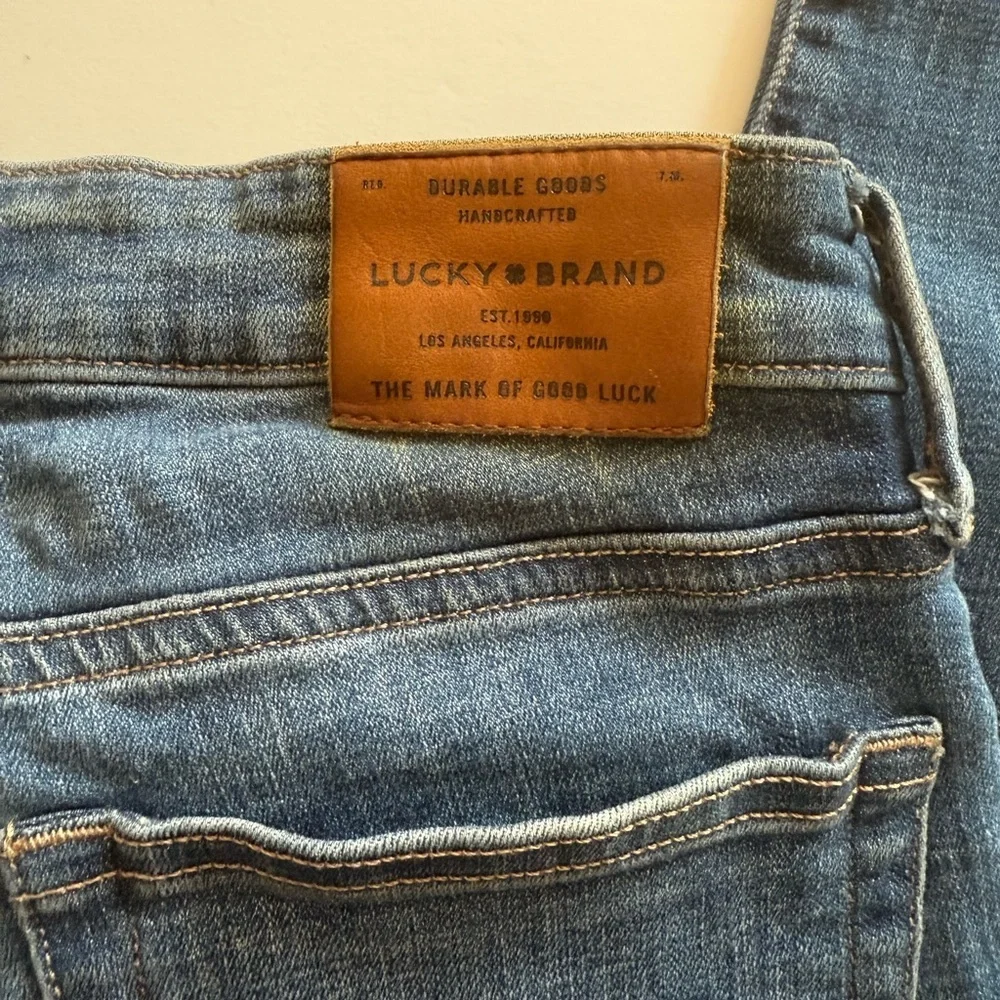 DURABLE GOODS
HANDCRAFTED
LUCKY BRAND
EST. 1990
LOS ANGELES, CALIFORNIA
THE MARK OF GOOD LUCK